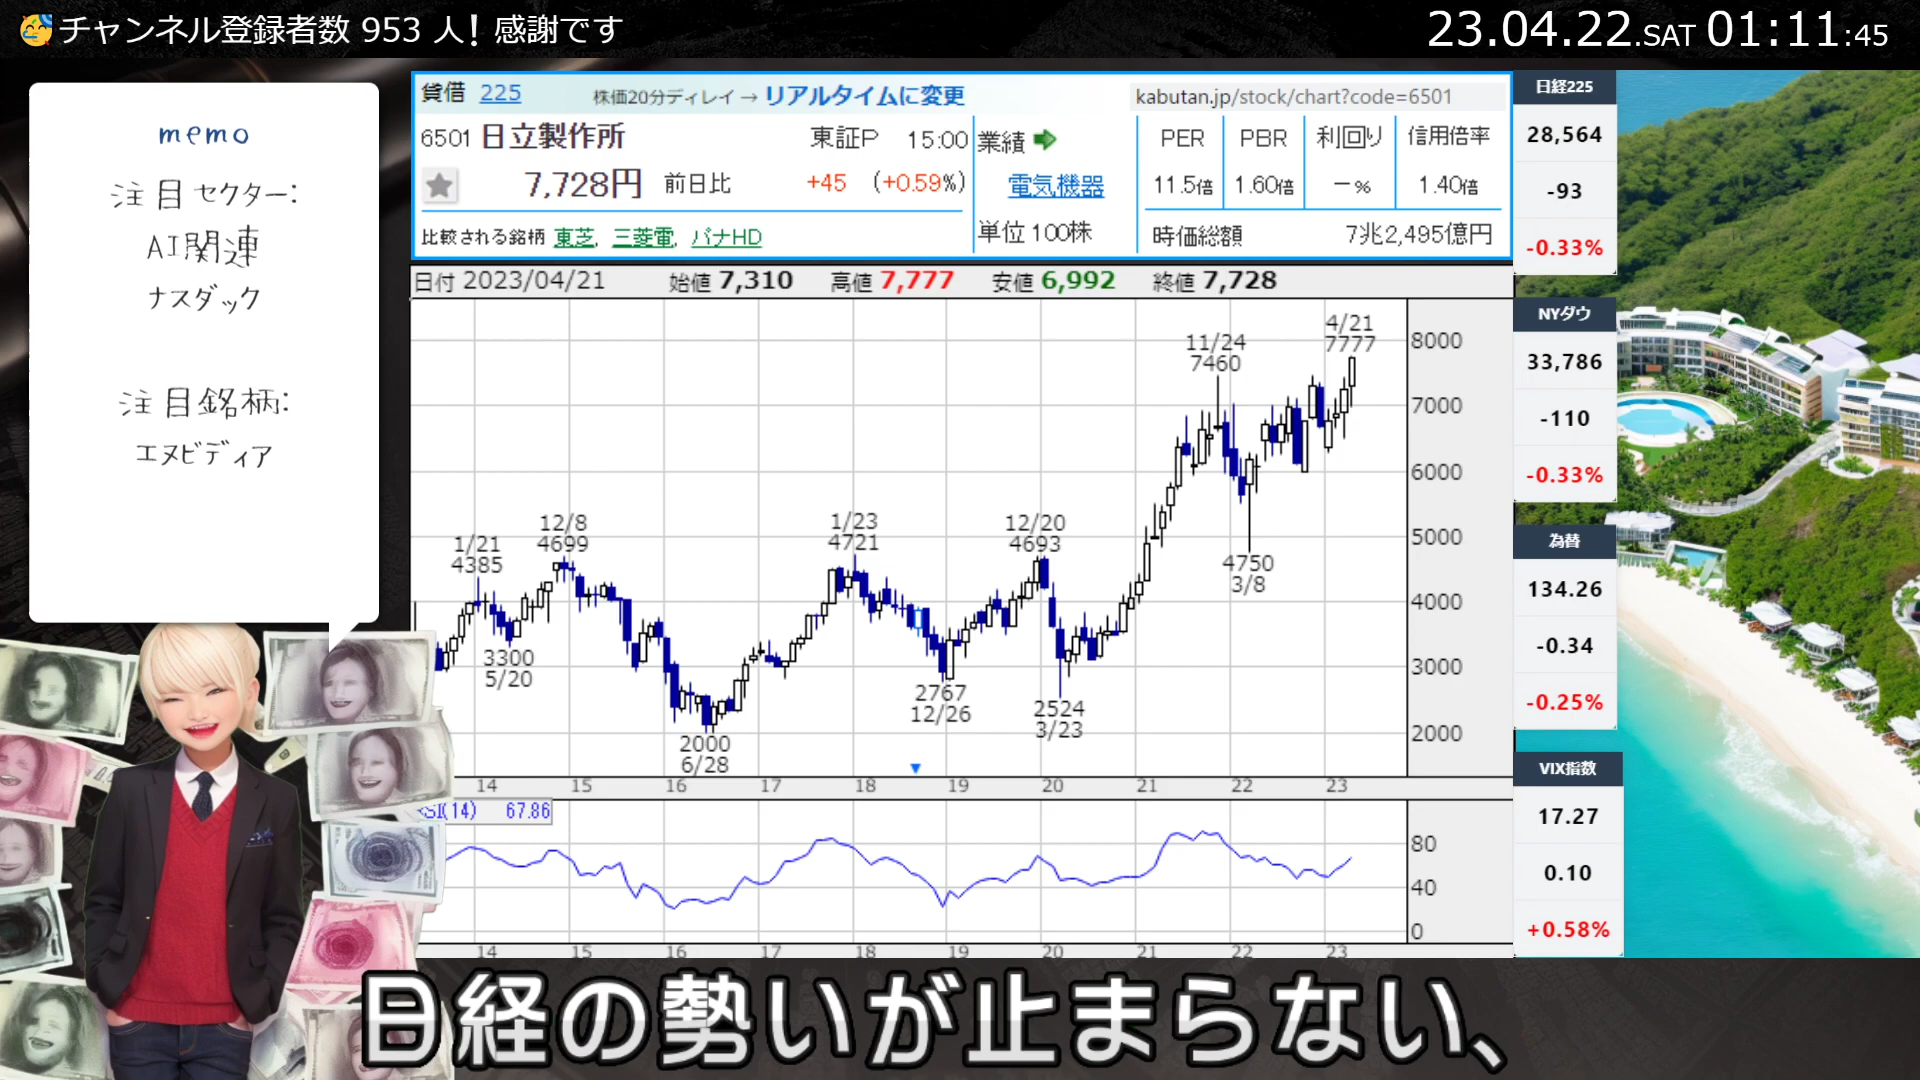 🥳チャンネル登録者数 953 人! 感謝です
23.04.22.SAT 01:11:45
memo
注目セクター:
AI関連
ナスダック
注目銘柄:
エヌビディア
貸借 225 株価20分ディレイ→リアルタイムに変更
kabutan.jp/stock/chart?code=6501
6501 日立製作所 東証P 15:00
7,728円 前日比 +45 (+0.59%)
比較される銘柄 東芝, 三菱電, パナHD
業績
電気機器
単位 100株
PER PBR 利回り 信用倍率
11.5倍 1.60倍 －% 1.40倍
時価総額 7兆2,495億円
日付 2023/04/21 始値 7,310 高値 7,777 安値 6,992 終値 7,728
4/21
7777
11/24
7460
12/8
4699
1/21
4385
1/23
4721
12/20
4693
4750
3/8
3300
5/20
2767
12/26
2524
3/23
2000
6/28
8000
7000
6000
5000
4000
3000
2000
14 15 16 17 18 19 20 21 22 23
RSI(14) 67.86
80
40
0
14 15 16 17 18 19 20 21 22 23
日経225
28,564
-93
-0.33%
NYダウ
33,786
-110
-0.33%
為替
134.26
-0.34
-0.25%
VIX指数
17.27
0.10
+0.58%
日経の勢いが止まらない、